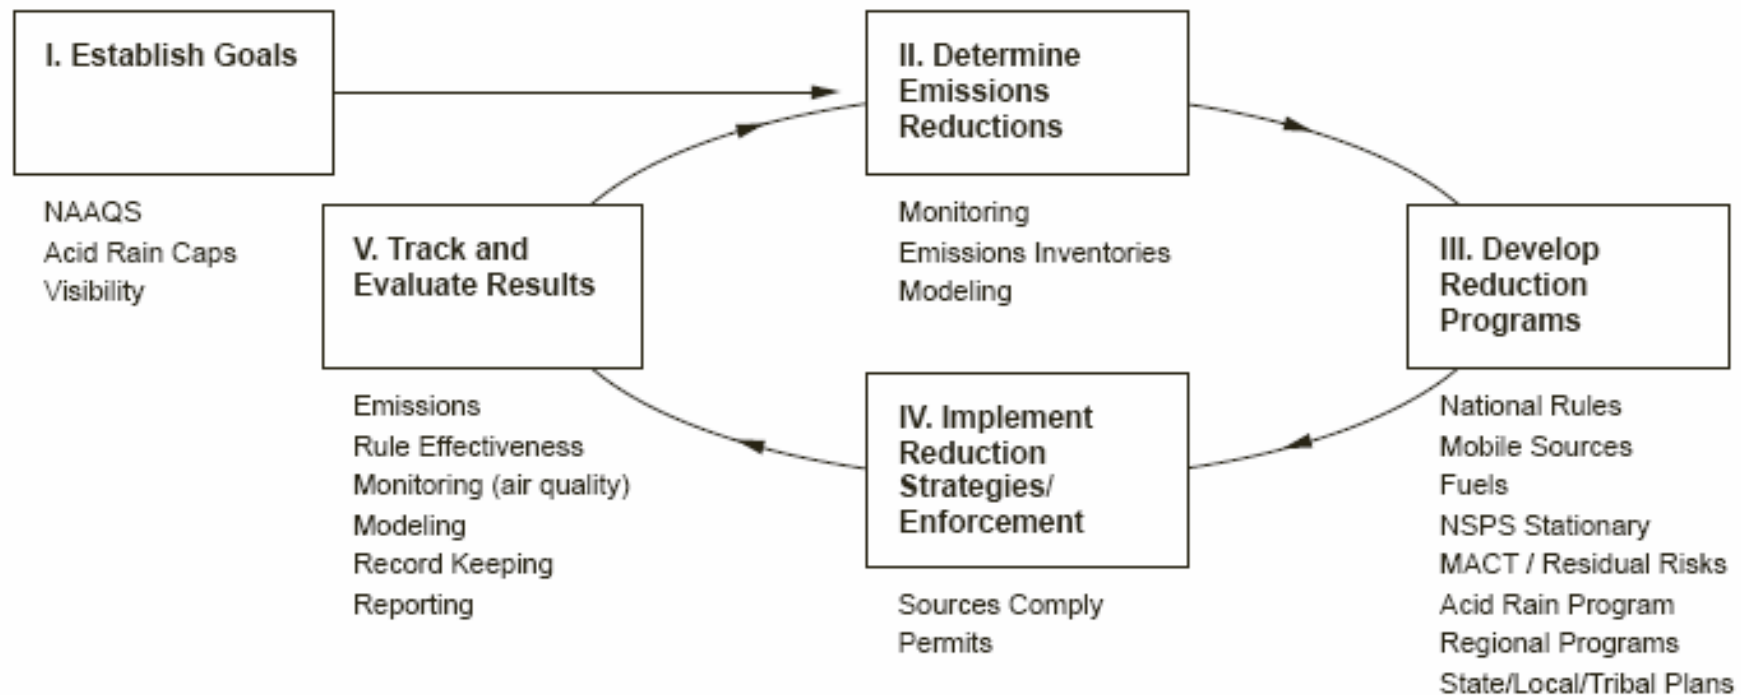 I. Establish Goals
NAAQS
Acid Rain Caps
Visibility
II. Determine
Emissions
Reductions
Monitoring
Emissions Inventories
Modeling
III. Develop
Reduction
Programs
National Rules
Mobile Sources
Fuels
NSPS Stationary
MACT / Residual Risks
Acid Rain Program
Regional Programs
State/Local/Tribal Plans
IV. Implement
Reduction
Strategies/
Enforcement
Sources Comply
Permits
V. Track and
Evaluate Results
Emissions
Rule Effectiveness
Monitoring (air quality)
Modeling
Record Keeping
Reporting